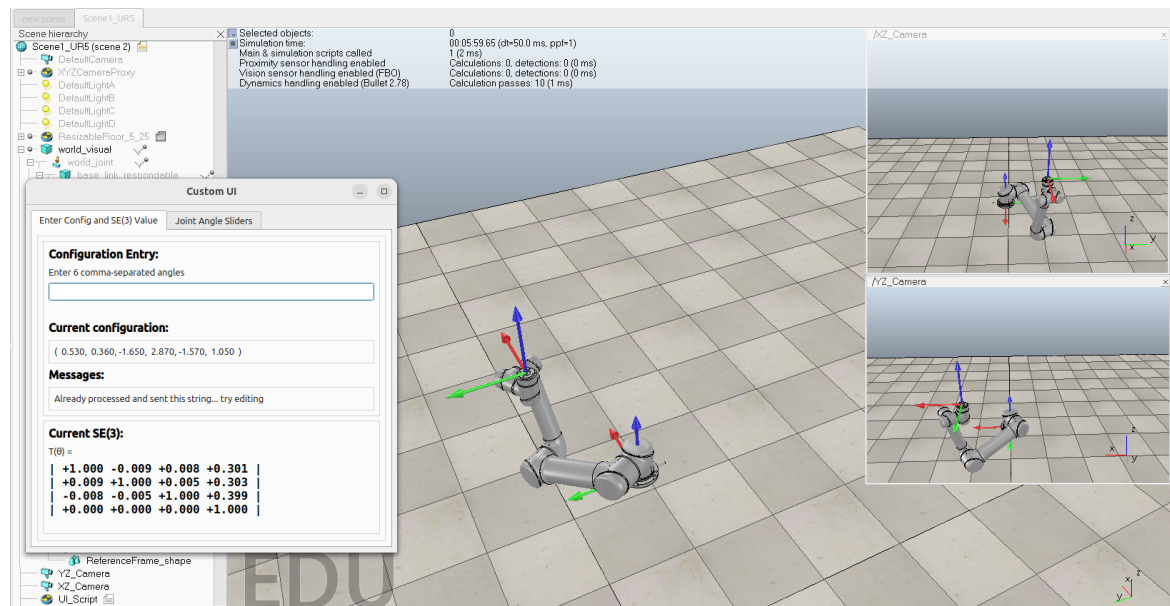 new scene
Scene1_UR5
Scene hierarchy
Scene1_UR5 (scene 2)
DefaultCamera
XYZCameraProxy
DefaultLightA
DefaultLightB
DefaultLightC
DefaultLightD
ResizableFloor_5_25
world_visual
world_joint
base_link_respondable
Selected objects: 0
Simulation time: 00:05:59.65 (dt=50.0 ms, ppf=1)
Main & simulation scripts called 1 (2 ms)
Proximity sensor handling enabled Calculations: 0, detections: 0 (0 ms)
Vision sensor handling enabled (FBO) Calculations: 0, detections: 0 (0 ms)
Dynamics handling enabled (Bullet 2.78) Calculation passes: 10 (1 ms)
/XZ_Camera
z
y
x
/YZ_Camera
z
x
y
Custom UI
Enter Config and SE(3) Value
Joint Angle Sliders
Configuration Entry:
Enter 6 comma-separated angles
Current configuration:
( 0.530, 0.360, -1.650, 2.870, -1.570, 1.050 )
Messages:
Already processed and sent this string... try editing
Current SE(3):
T(θ) =
| +1.000 -0.009 +0.008 +0.301 |
| +0.009 +1.000 +0.005 +0.303 |
| -0.008 -0.005 +1.000 +0.399 |
| +0.000 +0.000 +0.000 +1.000 |
ReferenceFrame_shape
YZ_Camera
XZ_Camera
UI_Script
EDU
x
z
y